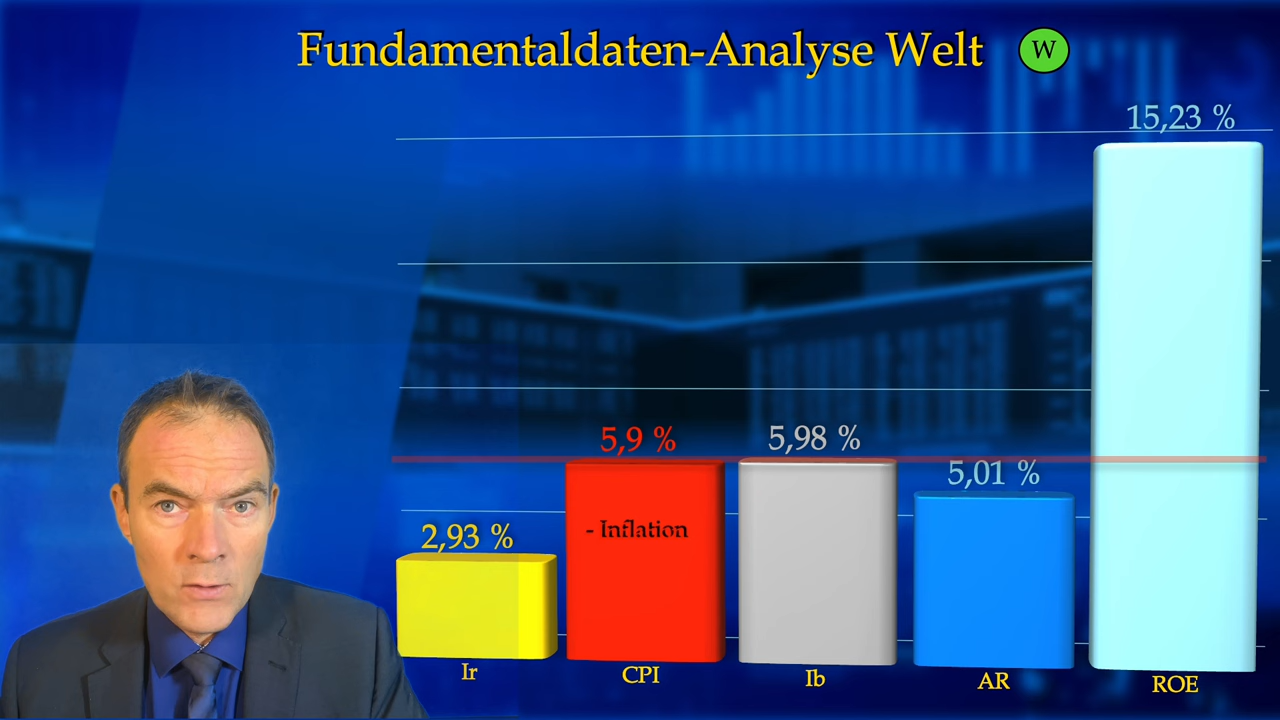 Fundamentaldaten-Analyse Welt W
15,23 %
5,9 %
5,98 %
5,01 %
2,93 %
- Inflation
Ir
CPI
Ib
AR
ROE